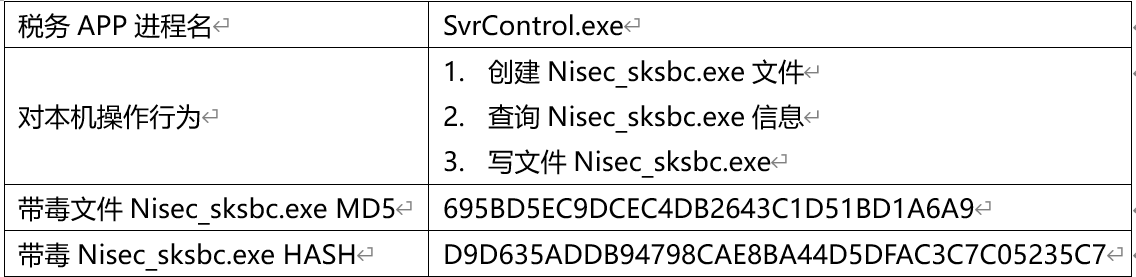 税务 APP 进程名
SvrControl.exe
对本机操作行为
1. 创建 Nisec_sksbc.exe 文件
2. 查询 Nisec_sksbc.exe 信息
3. 写文件 Nisec_sksbc.exe
带毒文件 Nisec_sksbc.exe MD5
695BD5EC9DCEC4DB2643C1D51BD1A6A9
带毒 Nisec_sksbc.exe HASH
D9D635ADDB94798CAE8BA44D5DFAC3C7C05235C7